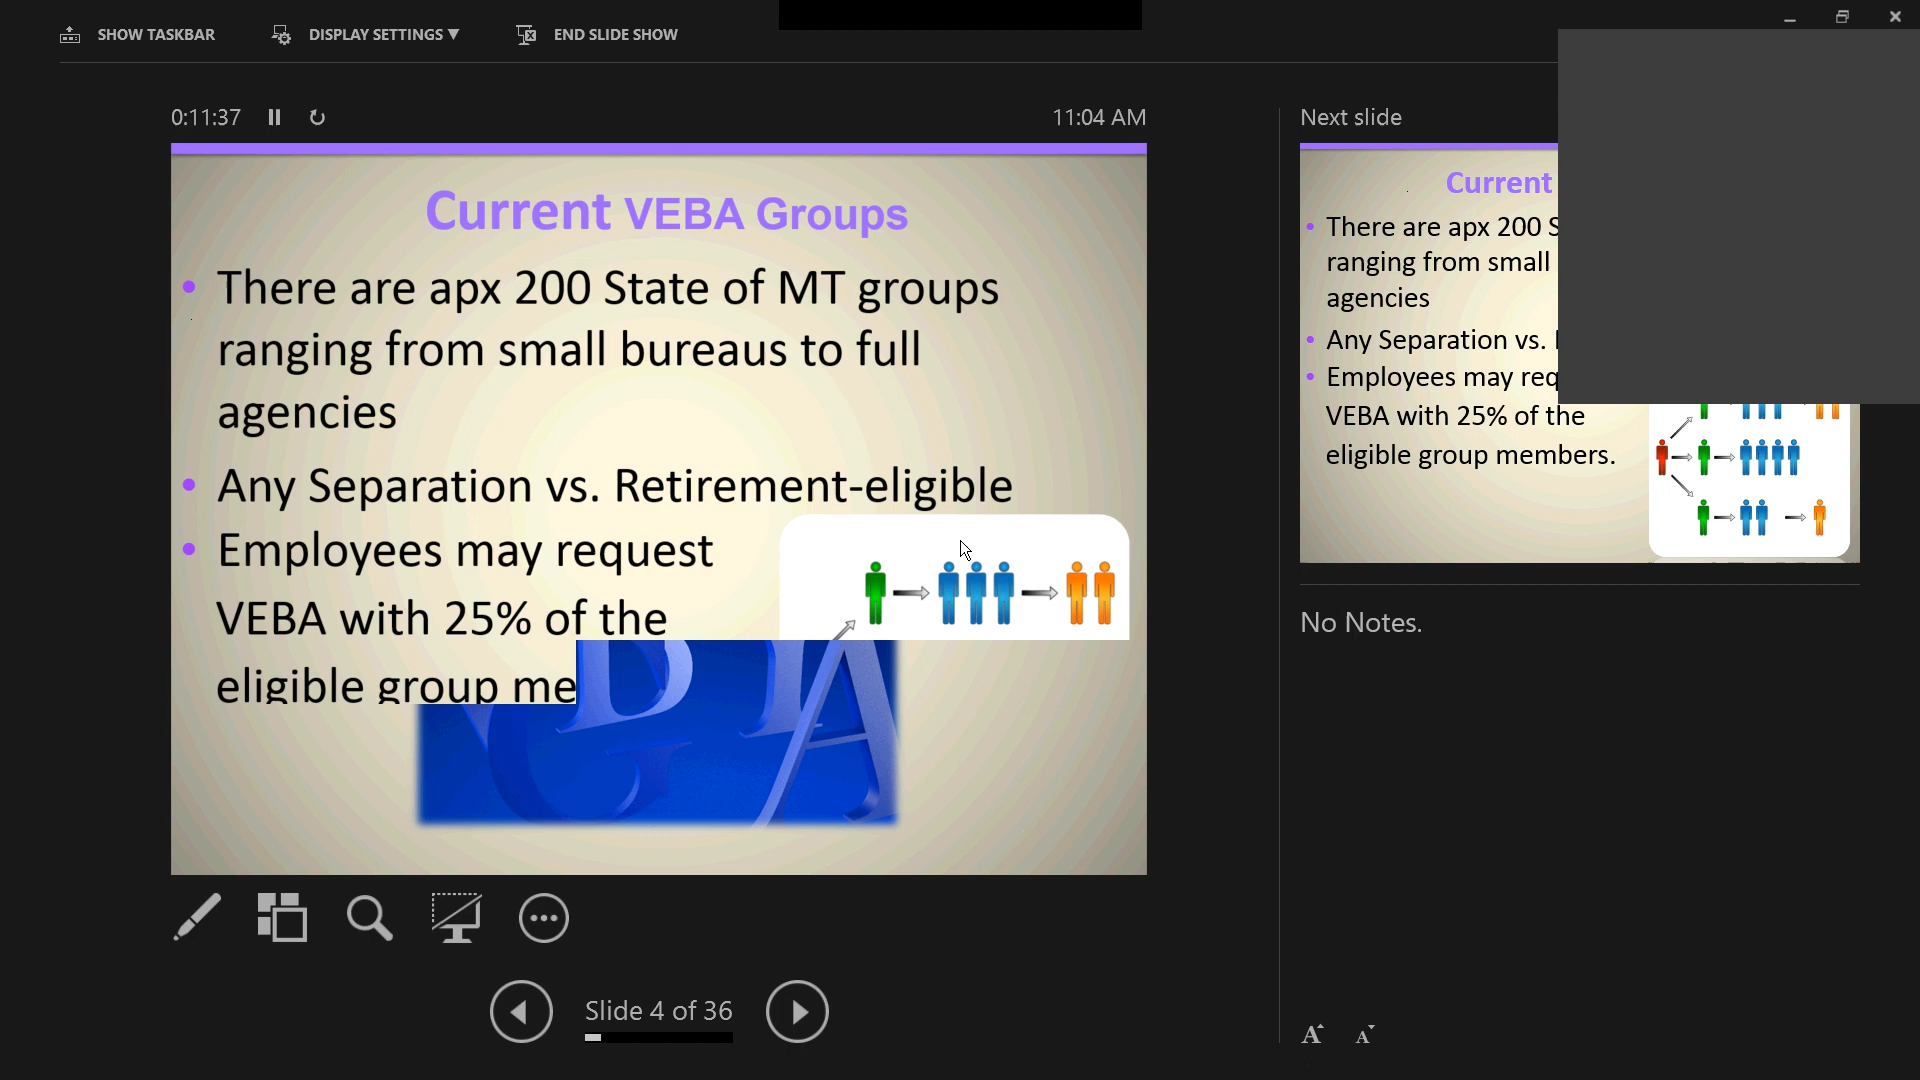 SHOW TASKBAR
DISPLAY SETTINGS ▼
END SLIDE SHOW
0:11:37
11:04 AM
Current VEBA Groups
• There are apx 200 State of MT groups
ranging from small bureaus to full
agencies
• Any Separation vs. Retirement-eligible
• Employees may request
VEBA with 25% of the
eligible group me
Slide 4 of 36
Next slide
Current
• There are apx 200 S
ranging from small
agencies
• Any Separation vs.
• Employees may req
VEBA with 25% of the
eligible group members.
No Notes.
A A